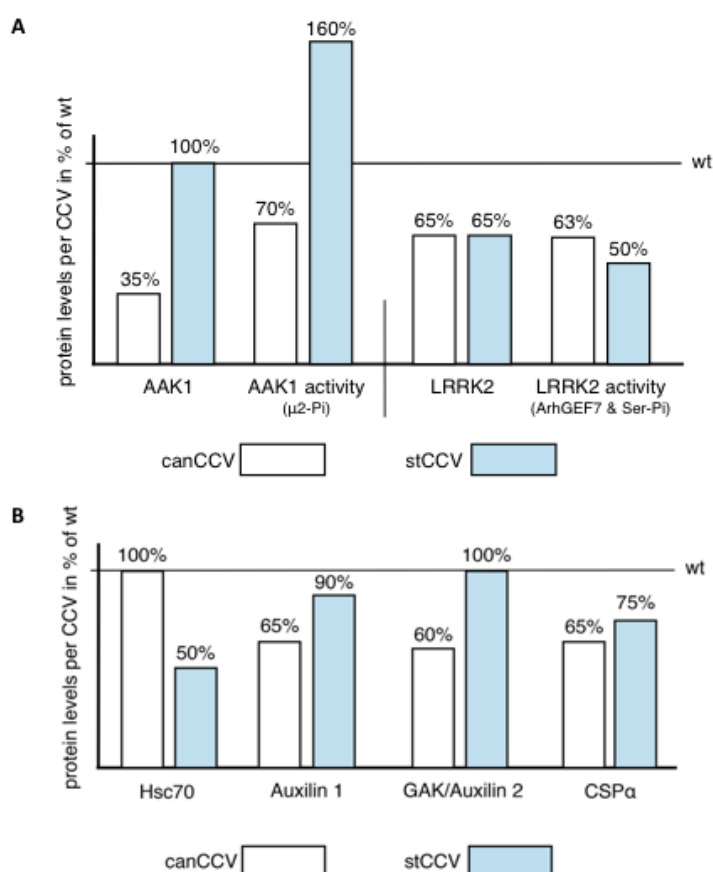 A
protein levels per CCV in % of wt
160%
100%
wt
70%
65%
65%
63%
50%
35%
AAK1
AAK1 activity
(µ2-Pi)
LRRK2
LRRK2 activity
(ArhGEF7 & Ser-Pi)
canCCV
stCCV
B
protein levels per CCV in % of wt
100%
100%
wt
90%
75%
65%
60%
65%
50%
Hsc70
Auxilin 1
GAK/Auxilin 2
CSPα
canCCV
stCCV